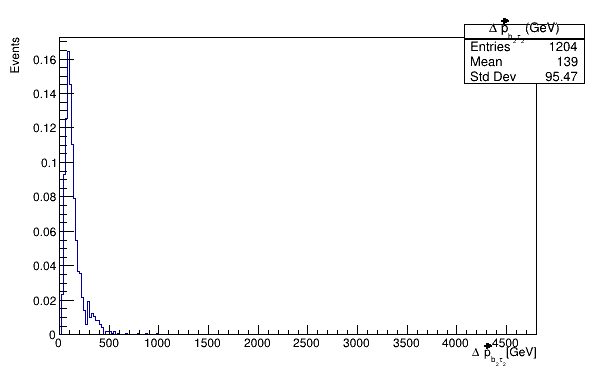 Δ p⃗ b₂τ₂ (GeV)
Entries 1204
Mean 139
Std Dev 95.47
Events
0.16
0.14
0.12
0.1
0.08
0.06
0.04
0.02
0
0 500 1000 1500 2000 2500 3000 3500 4000 4500
Δ p⃗ b₂τ₂ [GeV]